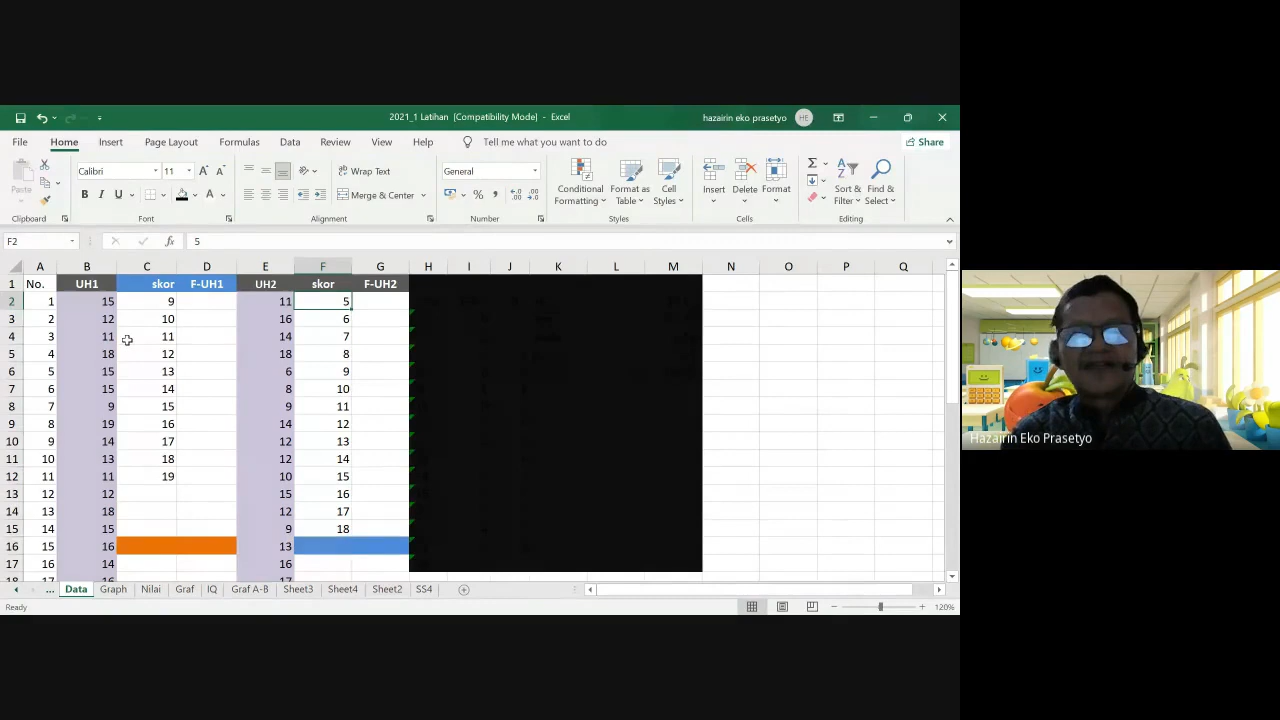 2021_1 Latihan [Compatibility Mode] - Excel
hazairin eko prasetyo HE
File Home Insert Page Layout Formulas Data Review View Help Tell me what you want to do Share
Paste Calibri 11 Wrap Text General Conditional Formatting Format as Table Cell Styles Insert Delete Format Sort & Filter Find & Select
B I U Merge & Center
Clipboard Font Alignment Number Styles Cells Editing
F2 fx 5
A B C D E F G H I J K L M N O P Q
1 No. UH1 skor F-UH1 UH2 skor F-UH2
2 1 15 9 11 5
3 2 12 10 16 6
4 3 11 11 14 7
5 4 18 12 18 8
6 5 15 13 6 9
7 6 15 14 8 10
8 7 9 15 9 11
9 8 19 16 14 12
10 9 14 17 12 13
11 10 13 18 12 14
12 11 11 19 10 15
13 12 12 15 16
14 13 18 12 17
15 14 15 9 18
16 15 16 13
17 16 14 16
18 17 16 17
... Data Graph Nilai Graf IQ Graf A-B Sheet3 Sheet4 Sheet2 SS4
Ready 120%
Hazairin Eko Prasetyo